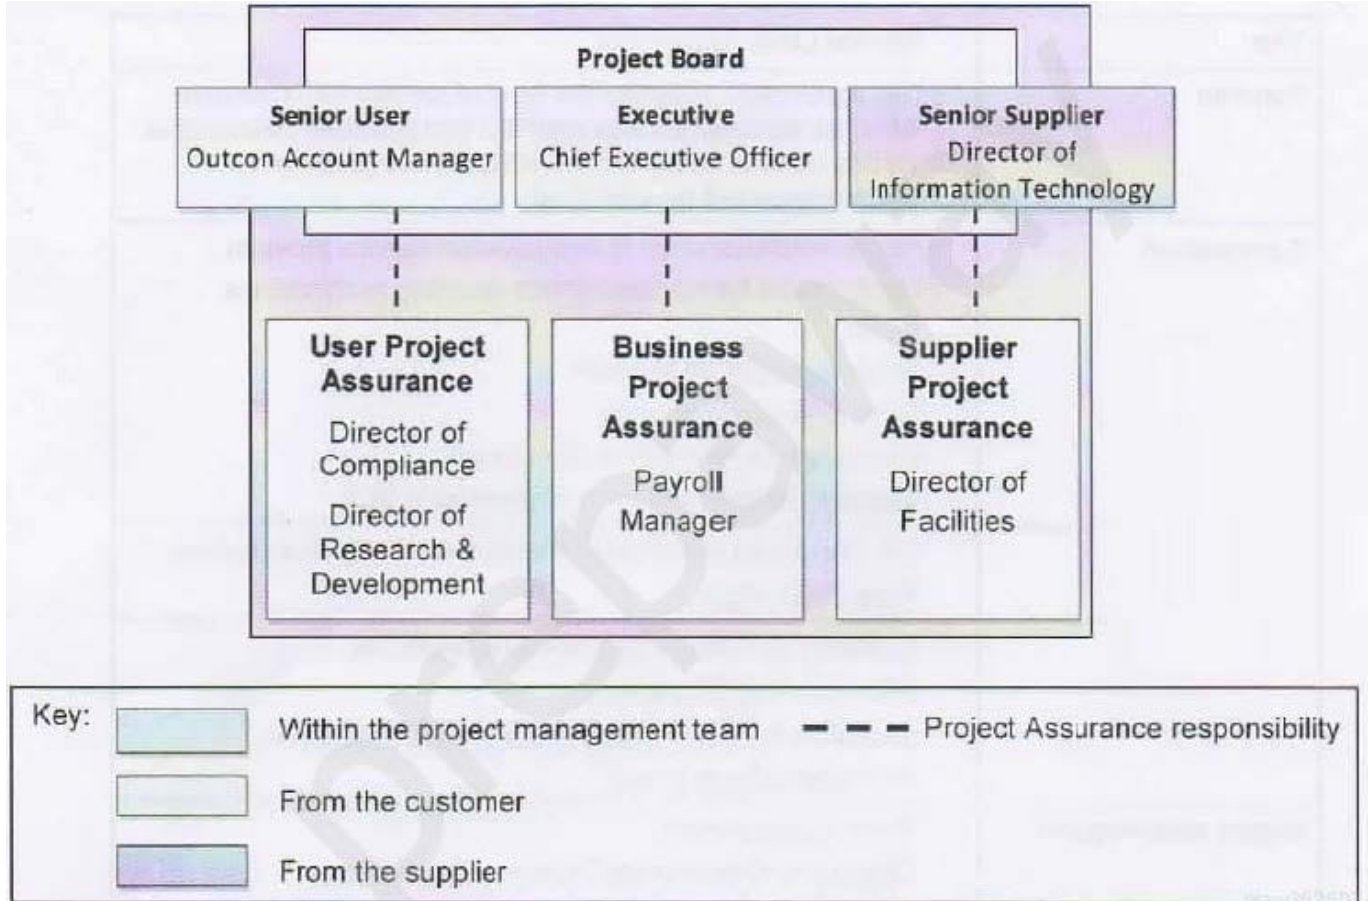 Project Board
Senior User
Outcon Account Manager
Executive
Chief Executive Officer
Senior Supplier
Director of
Information Technology
User Project
Assurance
Director of
Compliance
Director of
Research &
Development
Business
Project
Assurance
Payroll
Manager
Supplier
Project
Assurance
Director of
Facilities
Key:
Within the project management team
Project Assurance responsibility
From the customer
From the supplier
prepaway